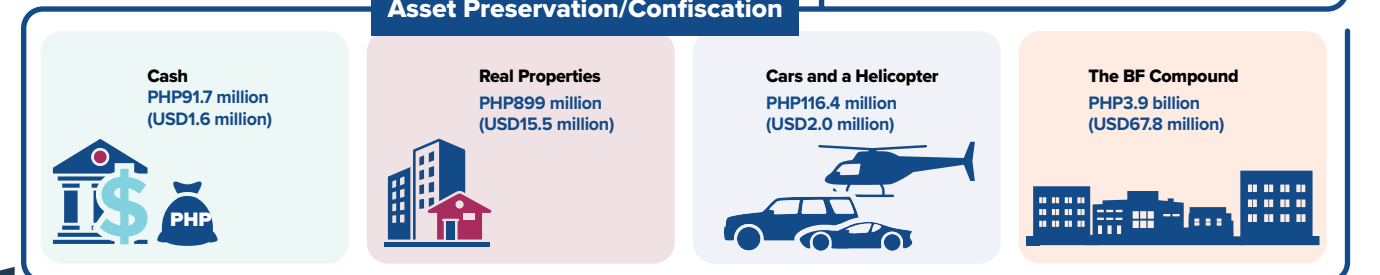 Asset Preservation/Confiscation
Cash
PHP91.7 million
(USD1.6 million)
PHP
Real Properties
PHP899 million
(USD15.5 million)
Cars and a Helicopter
PHP116.4 million
(USD2.0 million)
The BF Compound
PHP3.9 billion
(USD67.8 million)